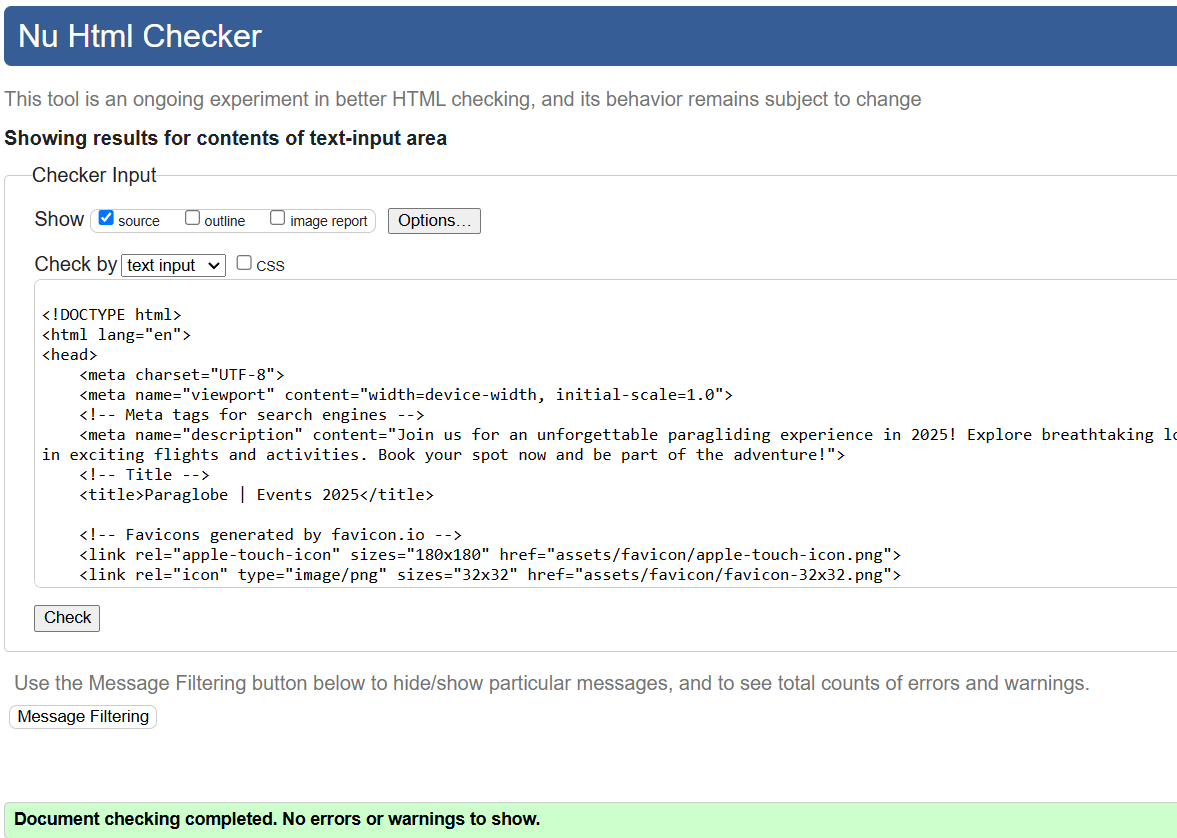 Nu Html Checker
This tool is an ongoing experiment in better HTML checking, and its behavior remains subject to change
Showing results for contents of text-input area
Checker Input
Show source outline image report Options...
Check by text input CSS
<!DOCTYPE html>
<html lang="en">
<head>
    <meta charset="UTF-8">
    <meta name="viewport" content="width=device-width, initial-scale=1.0">
    <!-- Meta tags for search engines -->
    <meta name="description" content="Join us for an unforgettable paragliding experience in 2025! Explore breathtaking
in exciting flights and activities. Book your spot now and be part of the adventure!">
    <!-- Title -->
    <title>Paraglobe | Events 2025</title>
    <!-- Favicons generated by favicon.io -->
    <link rel="apple-touch-icon" sizes="180x180" href="assets/favicon/apple-touch-icon.png">
    <link rel="icon" type="image/png" sizes="32x32" href="assets/favicon/favicon-32x32.png">
Check
Use the Message Filtering button below to hide/show particular messages, and to see total counts of errors and warnings.
Message Filtering
Document checking completed. No errors or warnings to show.